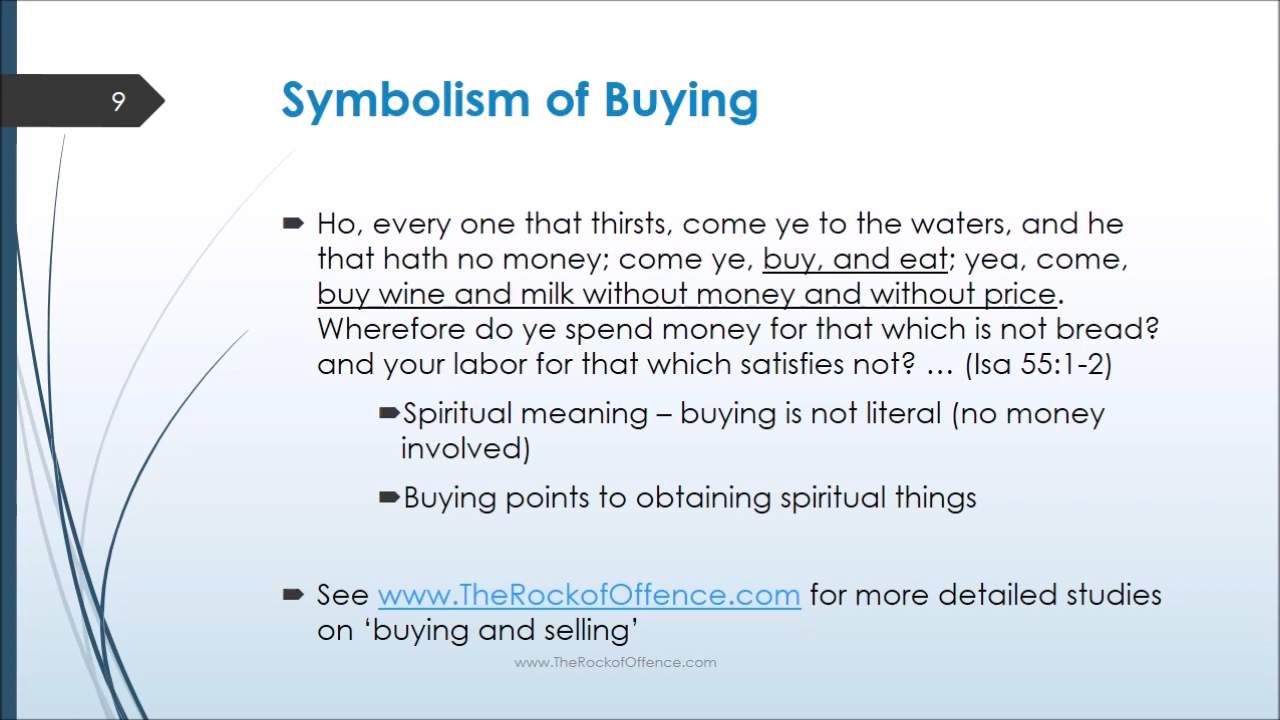 9
Symbolism of Buying
Ho, every one that thirsts, come ye to the waters, and he
that hath no money; come ye, buy, and eat; yea, come,
buy wine and milk without money and without price.
Wherefore do ye spend money for that which is not bread?
and your labor for that which satisfies not? … (Isa 55:1-2)
Spiritual meaning – buying is not literal (no money
involved)
Buying points to obtaining spiritual things
See www.TheRockofOffence.com for more detailed studies
on ‘buying and selling’
www.TheRockofOffence.com